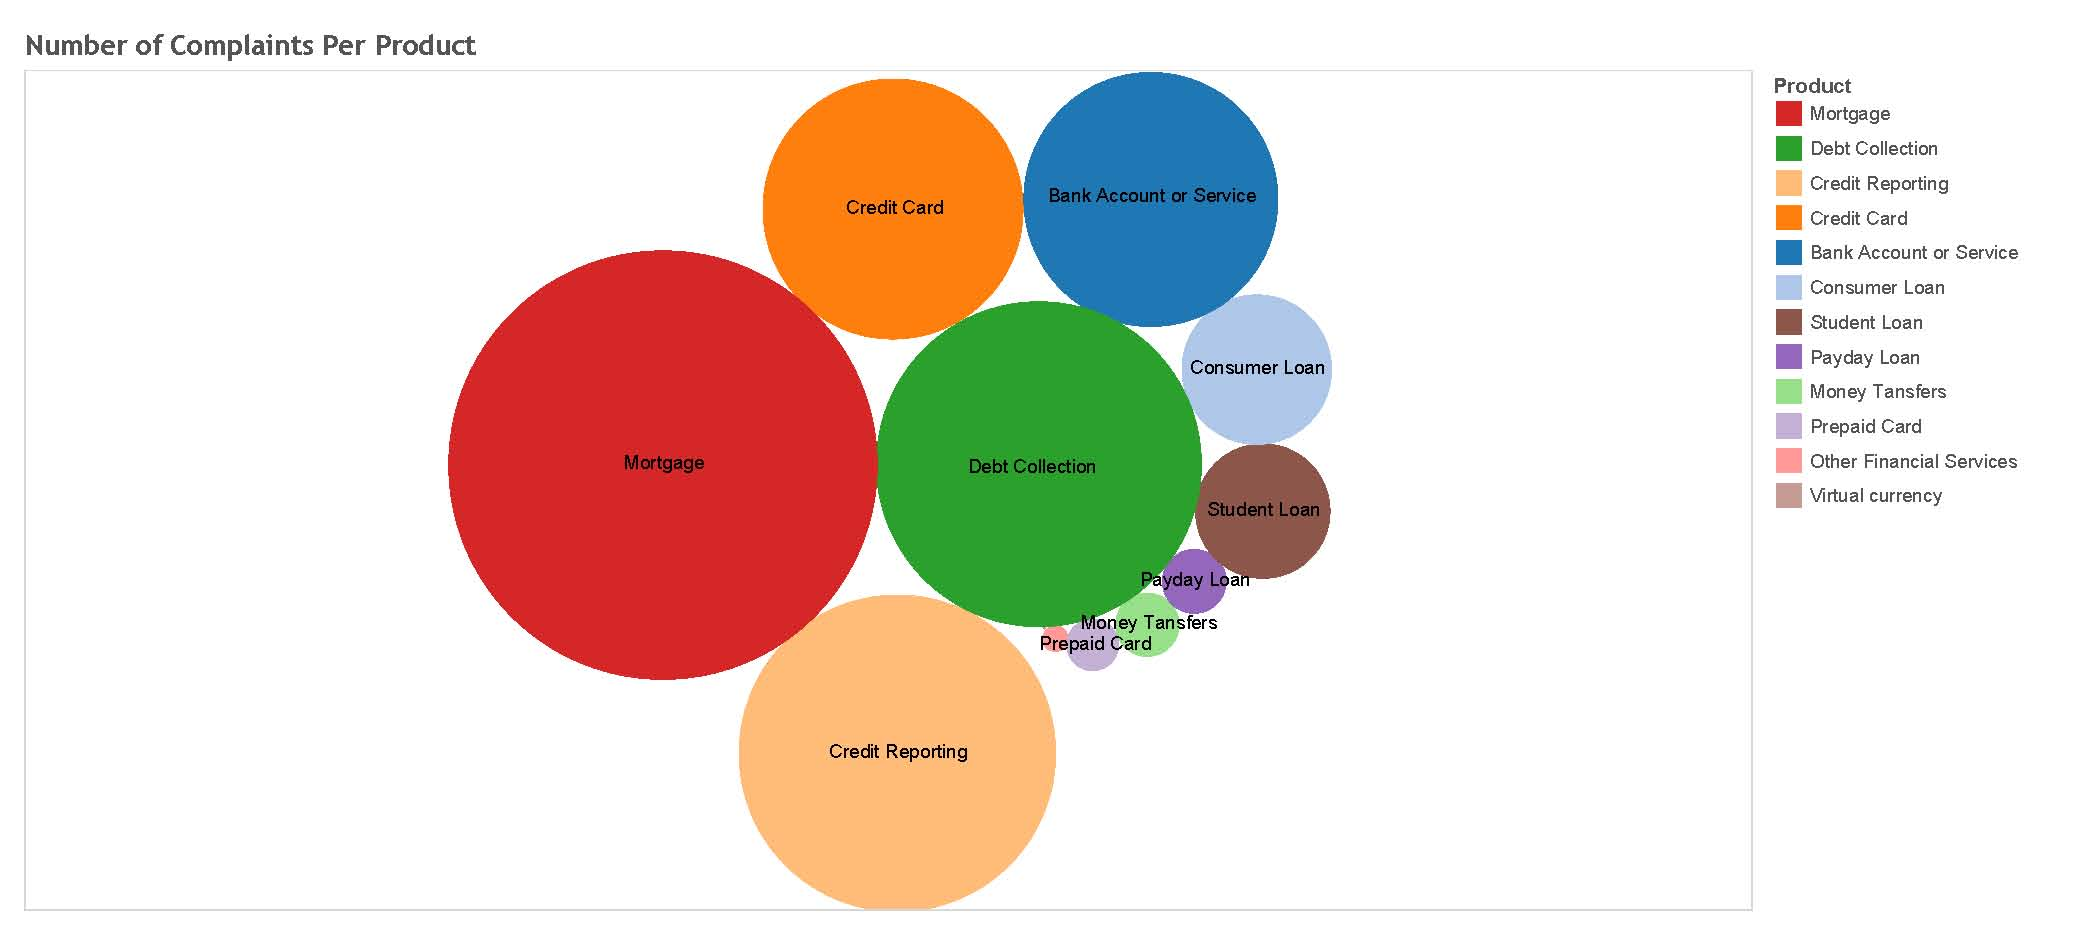 Number of Complaints Per Product
Credit Card
Bank Account or Service
Consumer Loan
Mortgage
Debt Collection
Student Loan
Payday Loan
Money Tansfers
Prepaid Card
Credit Reporting
Product
Mortgage
Debt Collection
Credit Reporting
Credit Card
Bank Account or Service
Consumer Loan
Student Loan
Payday Loan
Money Tansfers
Prepaid Card
Other Financial Services
Virtual currency